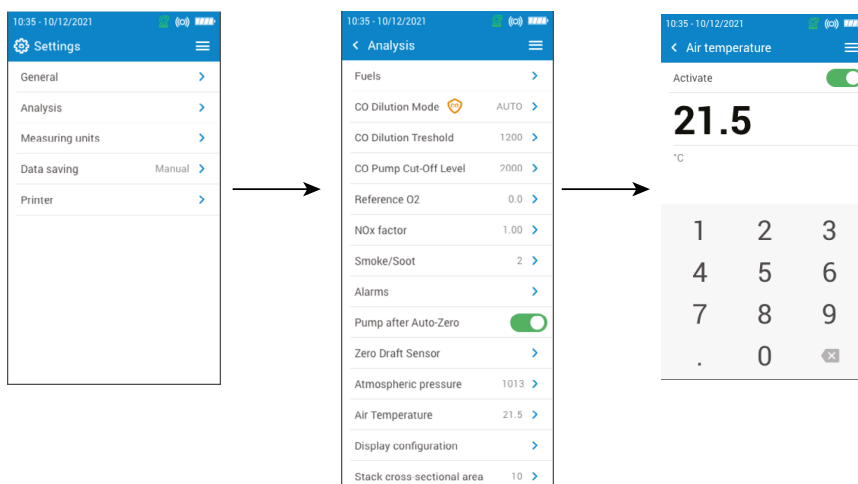 10:35 - 10/12/2021
Settings
General
Analysis
Measuring units
Data saving Manual
Printer
10:35 - 10/12/2021
Analysis
Fuels
CO Dilution Mode AUTO
CO Dilution Treshold 1200
CO Pump Cut-Off Level 2000
Reference O2 0.0
NOx factor 1.00
Smoke/Soot 2
Alarms
Pump after Auto-Zero
Zero Draft Sensor
Atmospheric pressure 1013
Air Temperature 21.5
Display configuration
Stack cross-sectional area 10
10:35 - 10/12/2021
Air temperature
Activate
21.5
°C
1 2 3
4 5 6
7 8 9
. 0